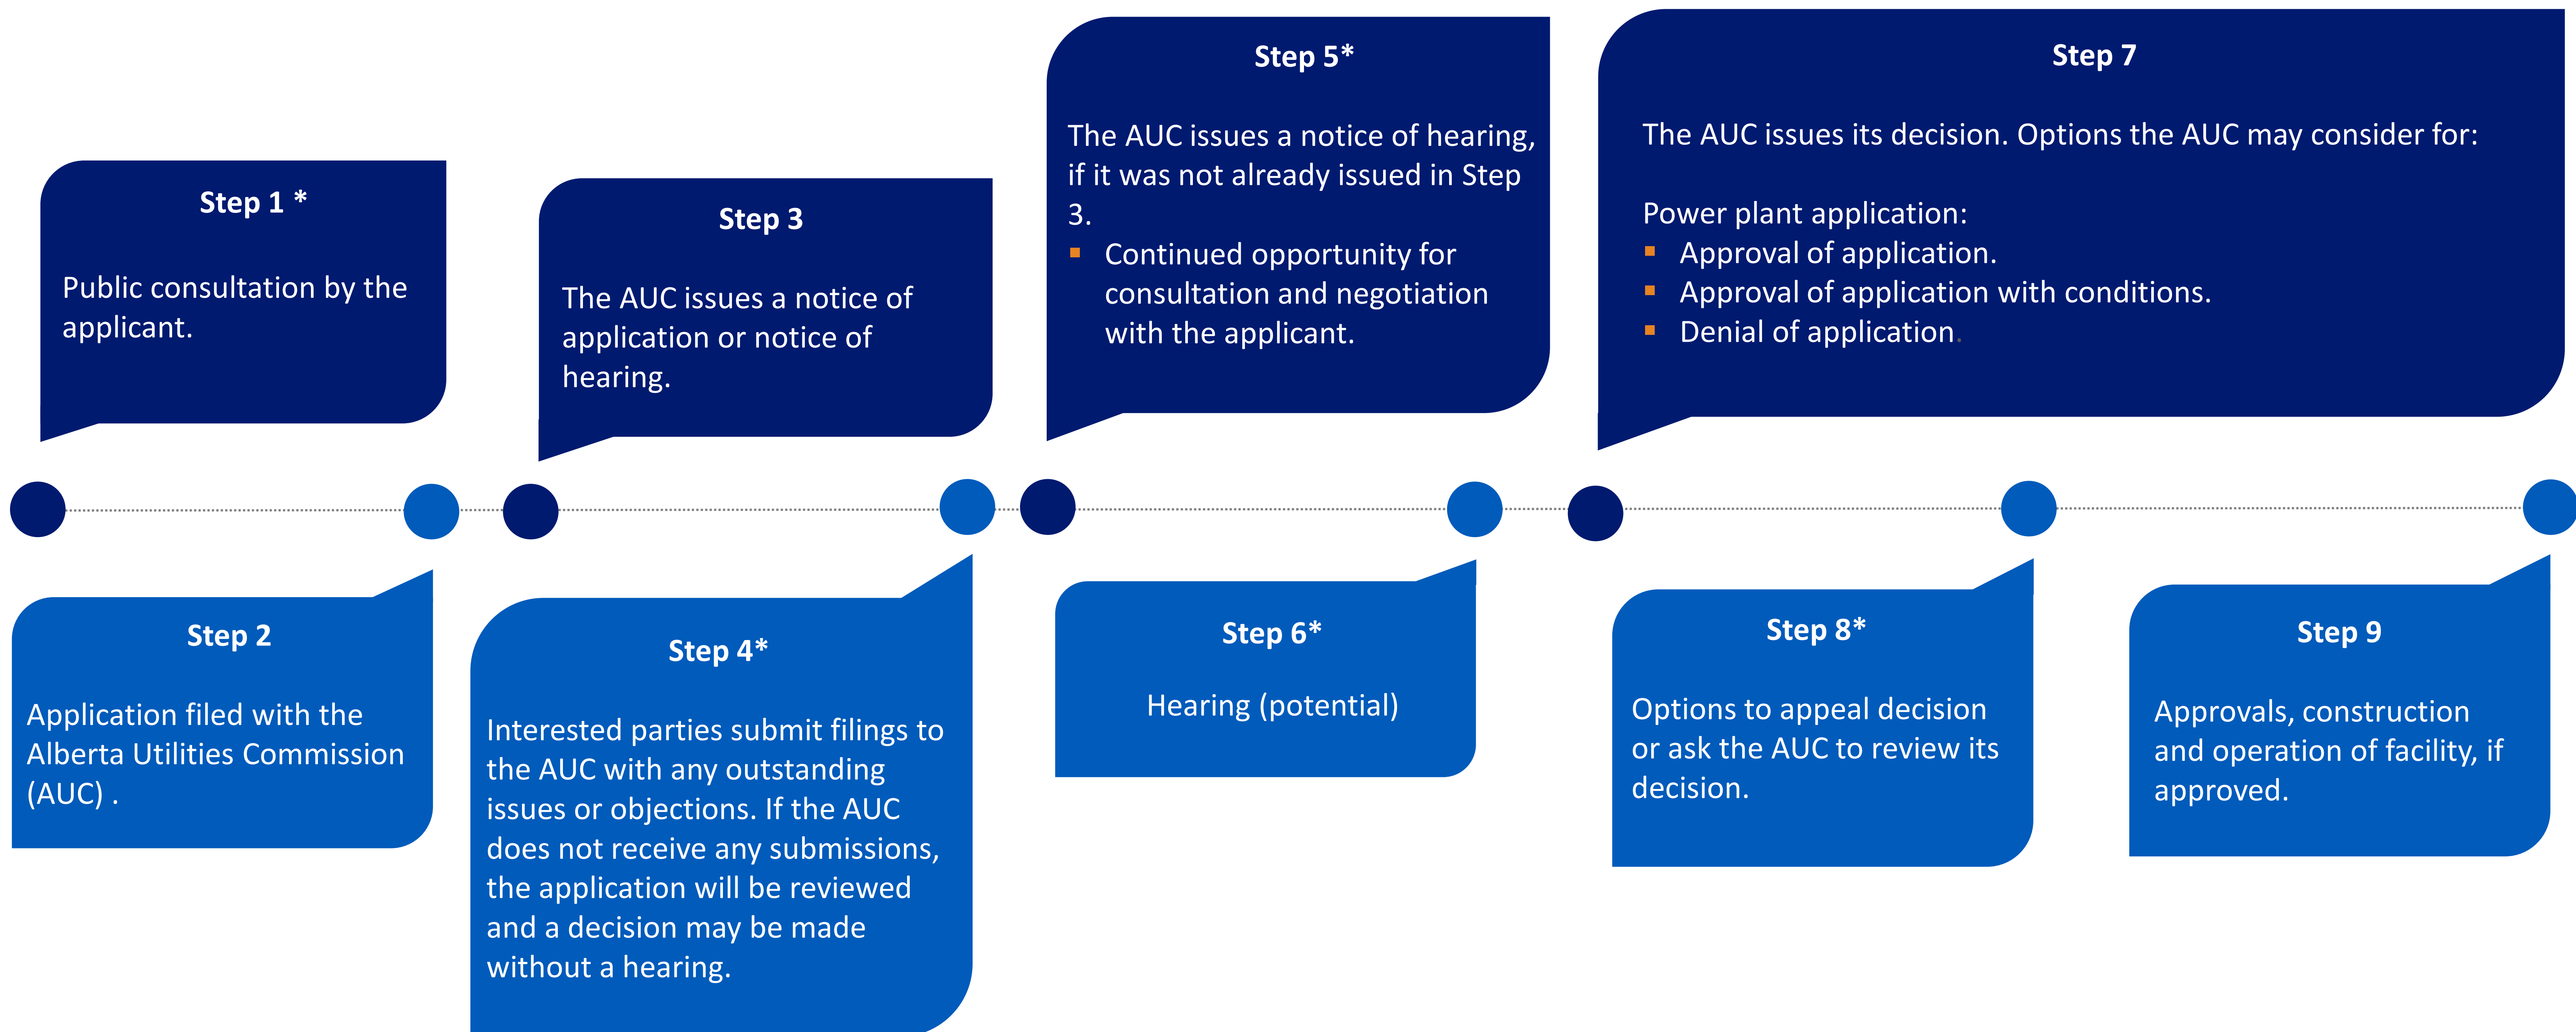 Step 1 *
Public consultation by the
applicant.
Step 2
Application filed with the
Alberta Utilities Commission
(AUC) .
Step 3
The AUC issues a notice of
application or notice of
hearing.
Step 4*
Interested parties submit filings to
the AUC with any outstanding
issues or objections. If the AUC
does not receive any submissions,
the application will be reviewed
and a decision may be made
without a hearing.
Step 5*
The AUC issues a notice of hearing,
if it was not already issued in Step
3.
▪ Continued opportunity for
consultation and negotiation
with the applicant.
Step 6*
Hearing (potential)
Step 7
The AUC issues its decision. Options the AUC may consider for:
Power plant application:
▪ Approval of application.
▪ Approval of application with conditions.
▪ Denial of application.
Step 8*
Options to appeal decision
or ask the AUC to review its
decision.
Step 9
Approvals, construction
and operation of facility, if
approved.